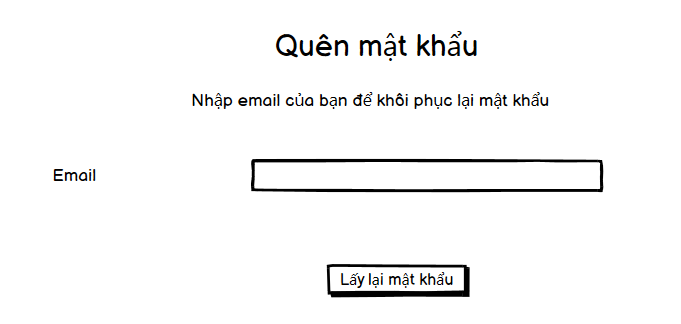 Quên mật khẩu
Nhập email của bạn để khôi phục lại mật khẩu
Email
Lấy lại mật khẩu